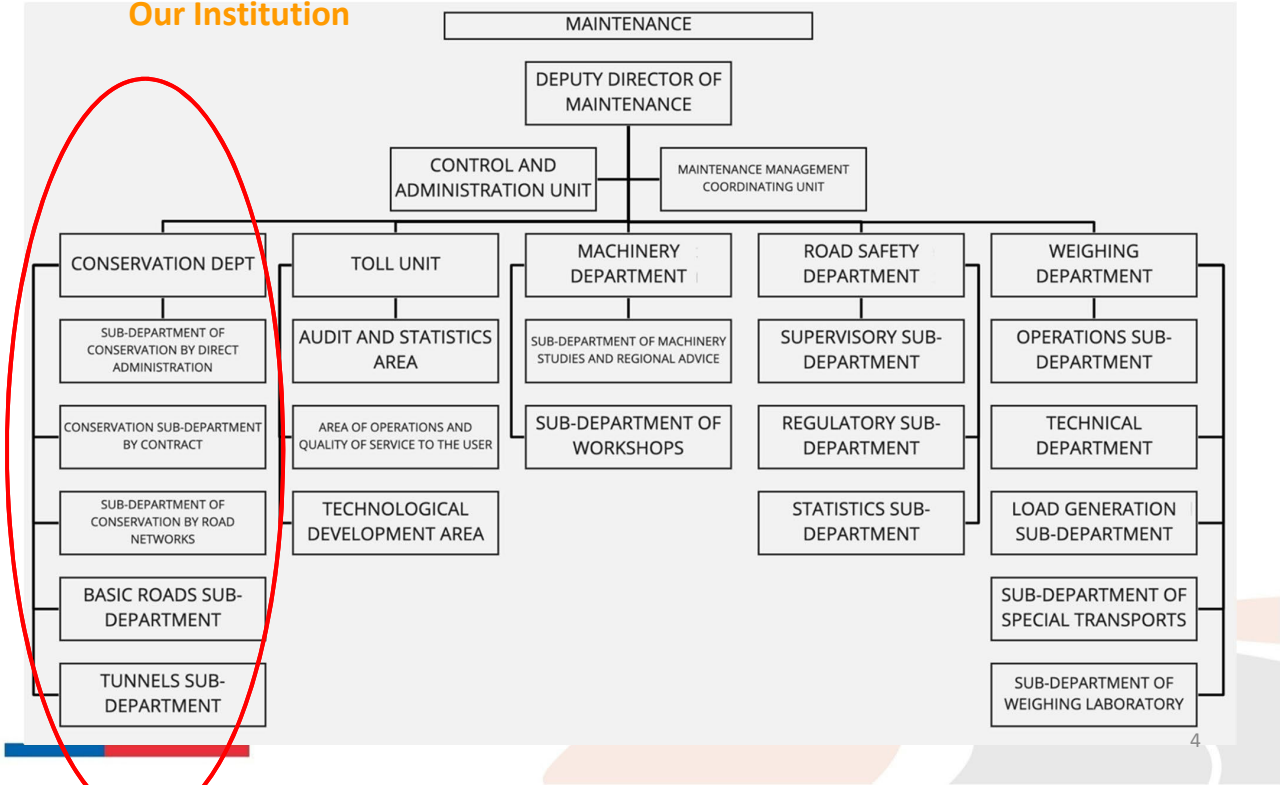 Our Institution
MAINTENANCE
DEPUTY DIRECTOR OF
MAINTENANCE
CONTROL AND
ADMINISTRATION UNIT
MAINTENANCE MANAGEMENT
COORDINATING UNIT
CONSERVATION DEPT
SUB-DEPARTMENT OF
CONSERVATION BY DIRECT
ADMINISTRATION
CONSERVATION SUB-DEPARTMENT
BY CONTRACT
SUB-DEPARTMENT OF
CONSERVATION BY ROAD
NETWORKS
BASIC ROADS SUB-
DEPARTMENT
TUNNELS SUB-
DEPARTMENT
TOLL UNIT
AUDIT AND STATISTICS
AREA
AREA OF OPERATIONS AND
QUALITY OF SERVICE TO THE USER
TECHNOLOGICAL
DEVELOPMENT AREA
MACHINERY
DEPARTMENT
SUB-DEPARTMENT OF MACHINERY
STUDIES AND REGIONAL ADVICE
SUB-DEPARTMENT OF
WORKSHOPS
ROAD SAFETY
DEPARTMENT
SUPERVISORY SUB-
DEPARTMENT
REGULATORY SUB-
DEPARTMENT
STATISTICS SUB-
DEPARTMENT
WEIGHING
DEPARTMENT
OPERATIONS SUB-
DEPARTMENT
TECHNICAL
DEPARTMENT
LOAD GENERATION
SUB-DEPARTMENT
SUB-DEPARTMENT OF
SPECIAL TRANSPORTS
SUB-DEPARTMENT OF
WEIGHING LABORATORY
4